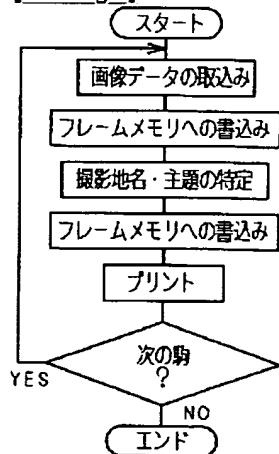 スタート
画像データの取込み
フレームメモリへの書込み
撮影地名・主題の特定
フレームメモリへの書込み
プリント
次の駒
?
YES
NO
エンド